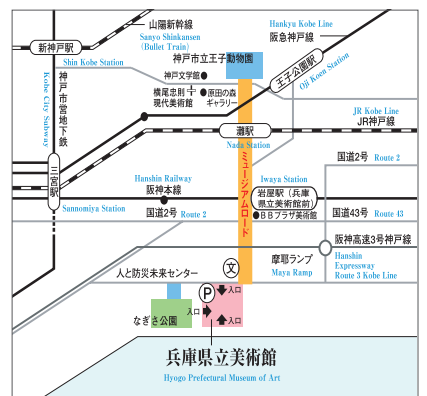 山陽新幹線
Sanyo Shinkansen
(Bullet Train)
Hankyu Kobe Line
阪急神戸線
新神戸駅
Shin Kobe Station
神戸市立王子動物園
王子公園駅
Oji Koen Station
神戸文学館
横尾忠則
現代美術館
原田の森
ギャラリー
神戸市営地下鉄
Kobe City Subway
JR Kobe Line
JR神戸線
灘駅
Nada Station
ミュージアムロード
国道2号 Route 2
三宮駅
Sannomiya Station
Hanshin Railway
阪神本線
Iwaya Station
岩屋駅（兵庫
県立美術館前）
国道2号 Route 2
BBプラザ美術館
国道43号 Route 43
阪神高速3号神戸線
Hanshin
Expressway
Route 3 Kobe Line
摩耶ランプ
Maya Ramp
文
人と防災未来センター
P
入口
入口
入口
なぎさ公園
兵庫県立美術館
Hyogo Prefectural Museum of Art